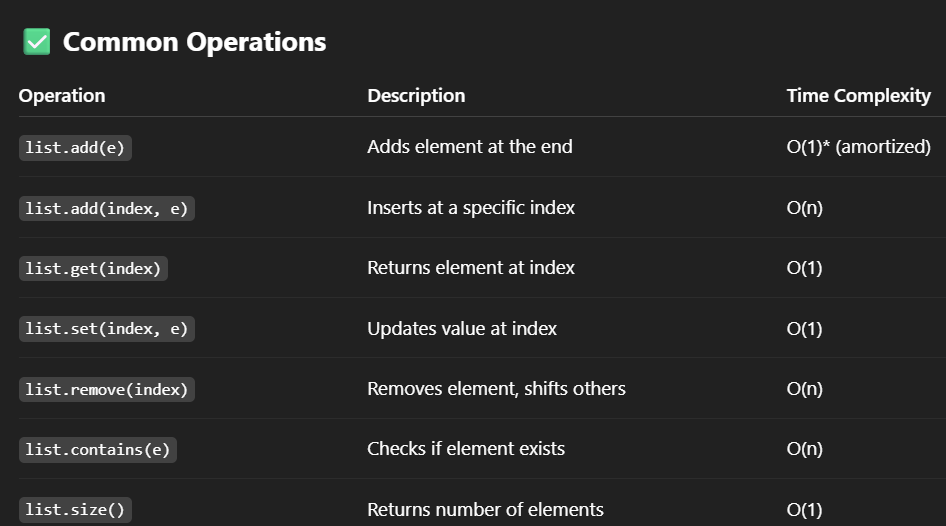 ✅ Common Operations
Operation Description Time Complexity
list.add(e) Adds element at the end O(1)* (amortized)
list.add(index, e) Inserts at a specific index O(n)
list.get(index) Returns element at index O(1)
list.set(index, e) Updates value at index O(1)
list.remove(index) Removes element, shifts others O(n)
list.contains(e) Checks if element exists O(n)
list.size() Returns number of elements O(1)